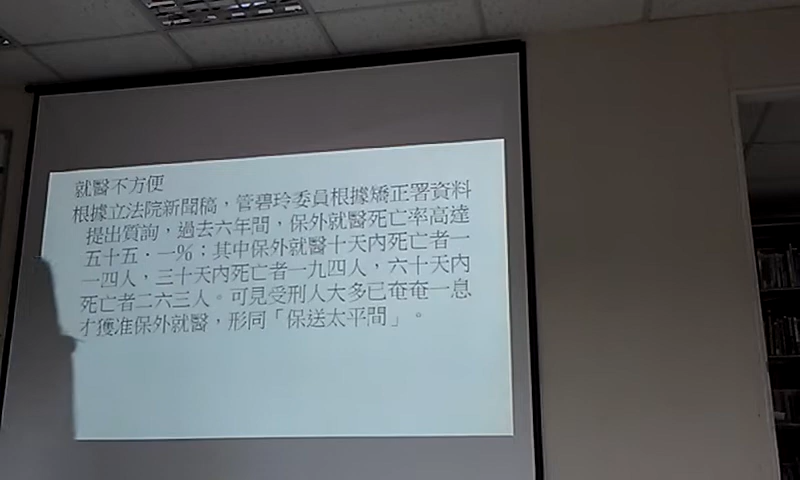 就醫不方便
根據立法院新聞稿，管碧玲委員根據矯正署資料
提出質詢，過去六年間，保外就醫死亡率高達
五十五．一%；其中保外就醫十天內死亡者一
一四人，三十天內死亡者一九四人，六十天內
死亡者二六三人。可見受刑人大多已奄奄一息
才獲准保外就醫，形同「保送太平間」。